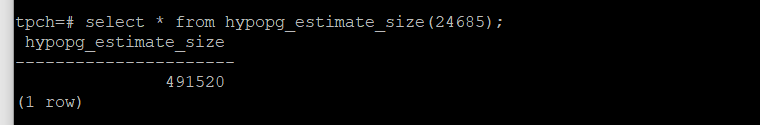 tpch=# select * from hypopg_estimate_size(24685);
 hypopg_estimate_size
----------------------
               491520
(1 row)